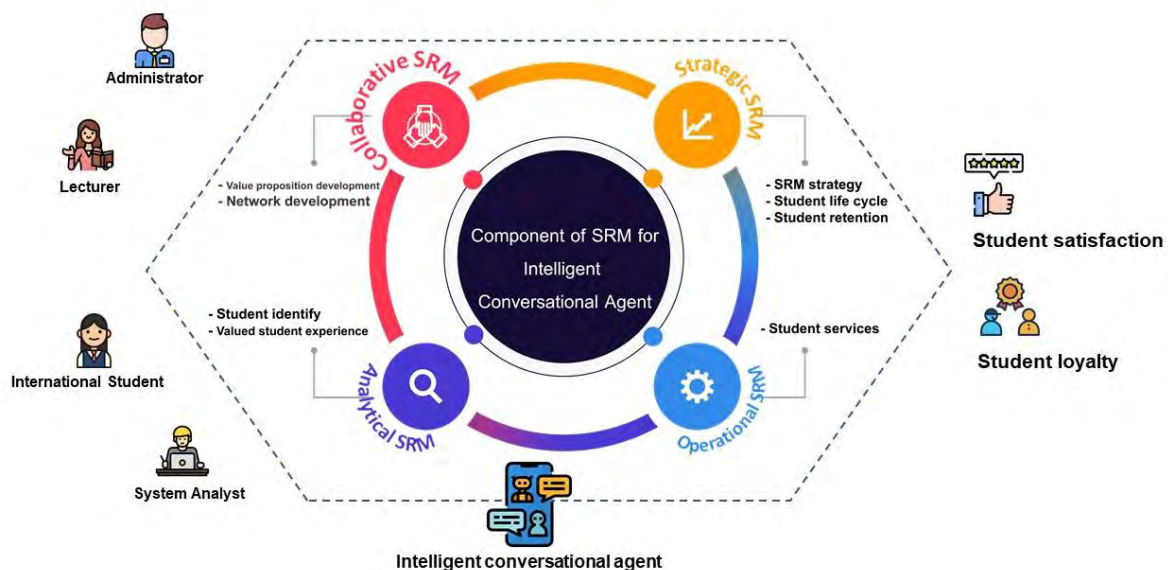 Administrator
Lecturer
International Student
System Analyst
Collaborative SRM
- Value proposition development
- Network development
Strategic SRM
- SRM strategy
- Student life cycle
- Student retention
Component of SRM for
Intelligent
Conversational Agent
- Student identify
- Valued student experience
Analytical SRM
- Student services
Operational SRM
Intelligent conversational agent
Student satisfaction
Student loyalty